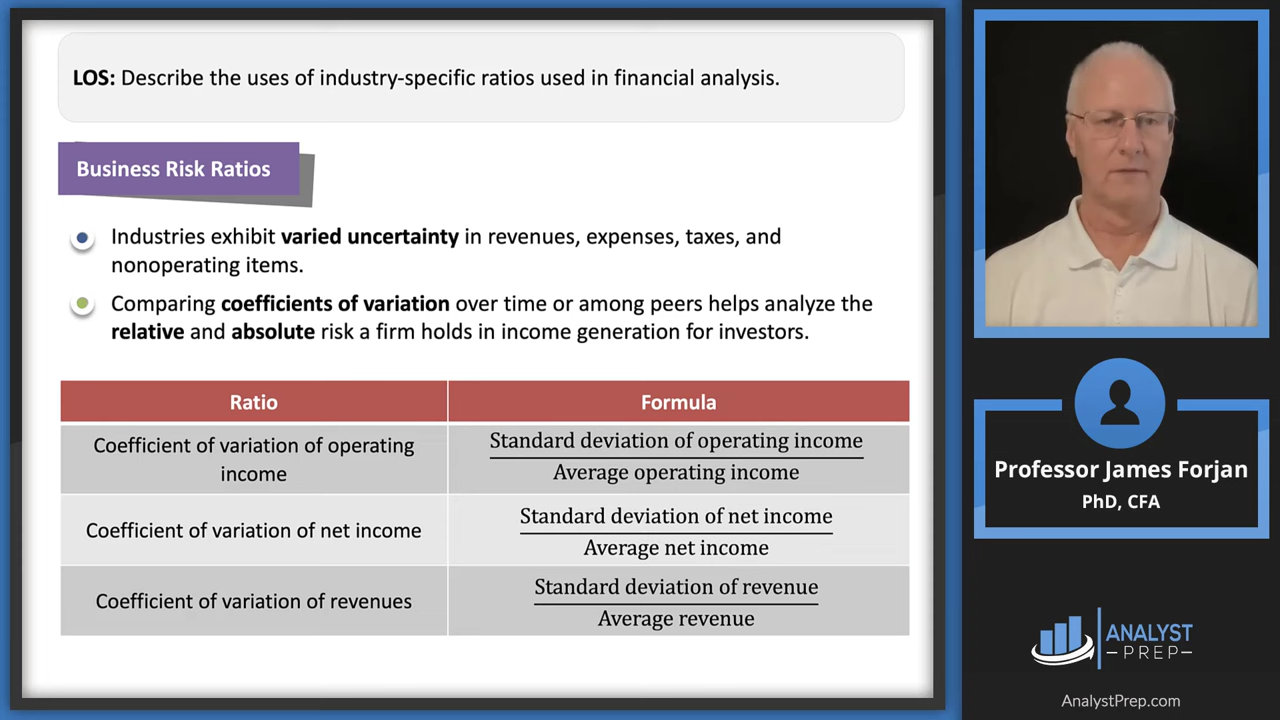 LOS: Describe the uses of industry-specific ratios used in financial analysis.
Business Risk Ratios
Industries exhibit varied uncertainty in revenues, expenses, taxes, and
nonoperating items.
Comparing coefficients of variation over time or among peers helps analyze the
relative and absolute risk a firm holds in income generation for investors.
Ratio
Formula
Coefficient of variation of operating
income
Standard deviation of operating income
Average operating income
Coefficient of variation of net income
Standard deviation of net income
Average net income
Coefficient of variation of revenues
Standard deviation of revenue
Average revenue
Professor James Forjan
PhD, CFA
ANALYST
PREP
AnalystPrep.com